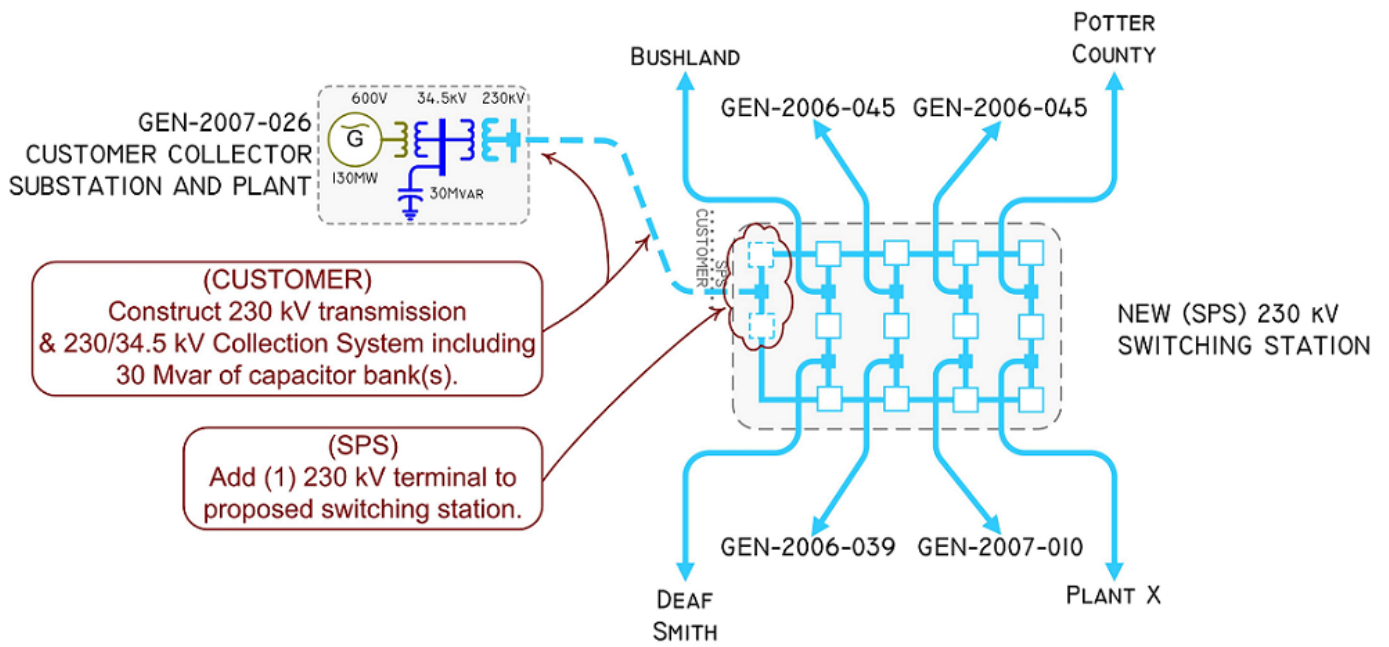 POTTER
COUNTY
BUSHLAND
600V 34.5KV 230KV
GEN-2006-045 GEN-2006-045
GEN-2007-026
CUSTOMER COLLECTOR
SUBSTATION AND PLANT
G
130MW
30MVAR
CUSTOMER
SPS
(CUSTOMER)
Construct 230 kV transmission
& 230/34.5 kV Collection System including
30 Mvar of capacitor bank(s).
NEW (SPS) 230 KV
SWITCHING STATION
(SPS)
Add (1) 230 kV terminal to
proposed switching station.
GEN-2006-039 GEN-2007-010
DEAF
SMITH
PLANT X